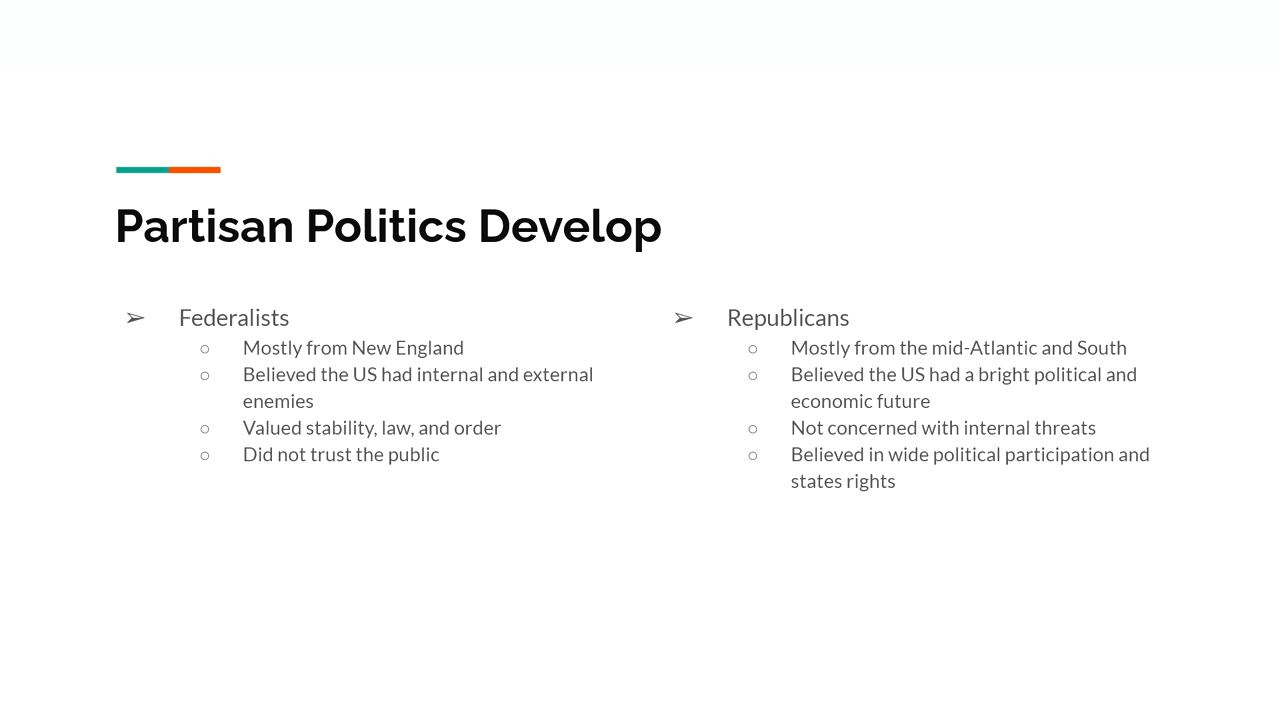 Partisan Politics Develop
➢ Federalists
○ Mostly from New England
○ Believed the US had internal and external
enemies
○ Valued stability, law, and order
○ Did not trust the public
➢ Republicans
○ Mostly from the mid-Atlantic and South
○ Believed the US had a bright political and
economic future
○ Not concerned with internal threats
○ Believed in wide political participation and
states rights